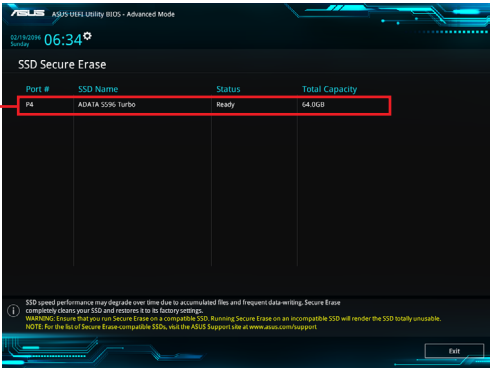 ASUS ASUS UEFI Utility BIOS - Advanced Mode
02/19/2096
Sunday
06:34
SSD Secure Erase
Port # SSD Name Status Total Capacity
P4 ADATA S596 Turbo Ready 64.0GB
SSD speed performance may degrade over time due to accumulated files and frequent data-writing. Secure Erase
completely cleans your SSD and restores it to its factory settings.
WARNING: Ensure that you run Secure Erase on a compatible SSD. Running Secure Erase on an incompatible SSD will render the SSD totally unusable.
NOTE: For the list of Secure Erase-compatible SSDs, visit the ASUS Support site at www.asus.com/support
Exit